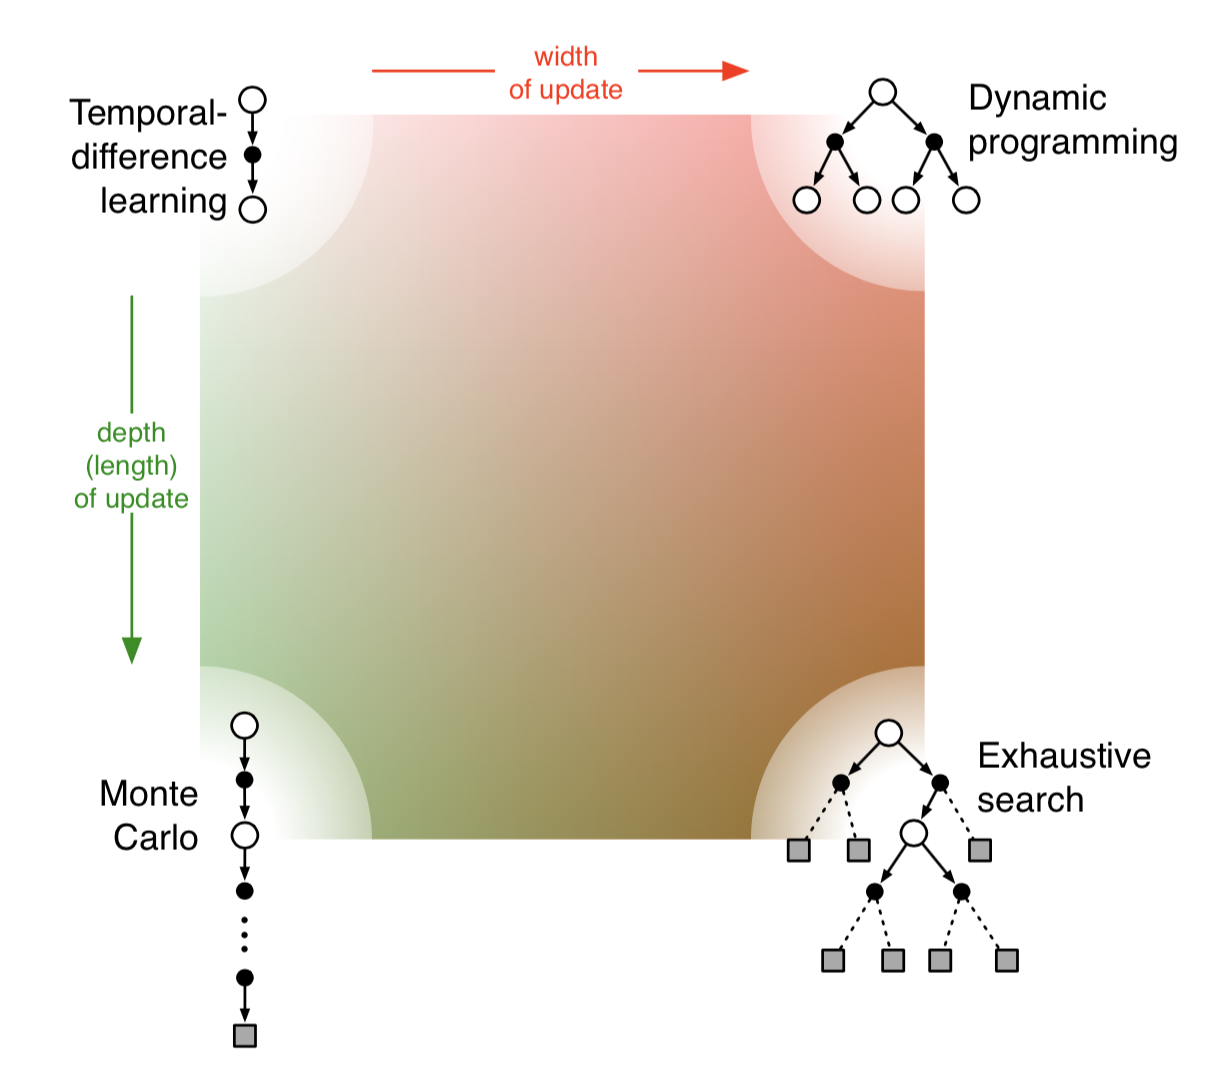 width
of update
Temporal-
difference
learning
Dynamic
programming
depth
(length)
of update
Monte
Carlo
Exhaustive
search